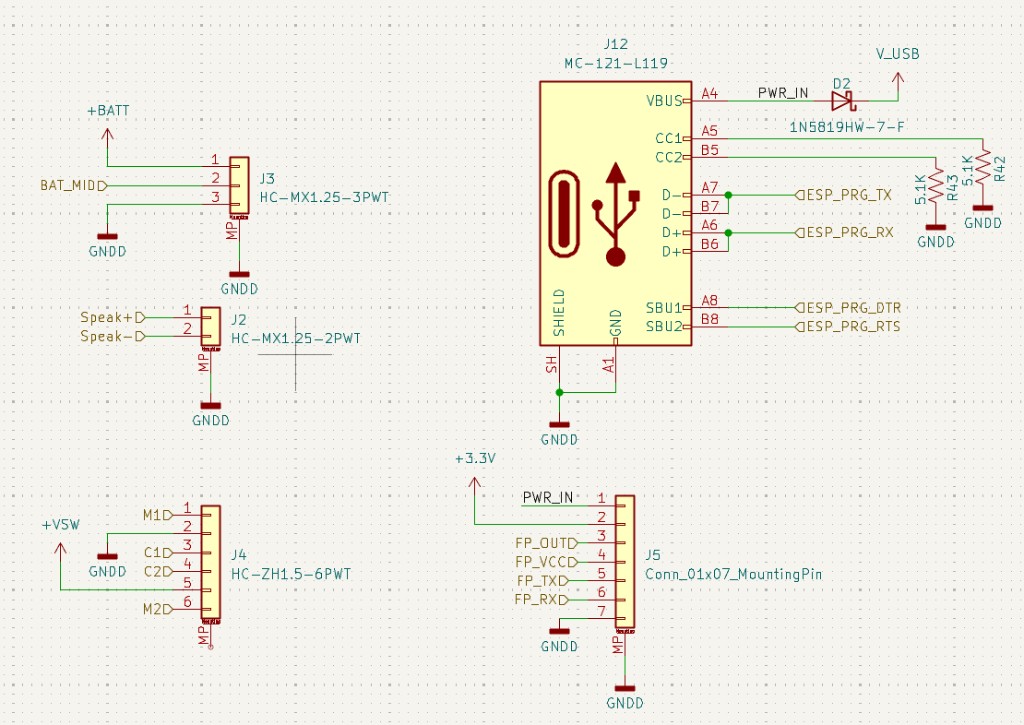 J12
MC-121-L119
VBUS
A4
PWR_IN
D2
1N5819HW-7-F
V_USB
CC1
A5
CC2
B5
5.1K
R43
5.1K
R42
GNDD
GNDD
D-
A7
ESP_PRG_TX
D-
B7
D+
A6
ESP_PRG_RX
D+
B6
SBU1
A8
ESP_PRG_DTR
SBU2
B8
ESP_PRG_RTS
SHIELD
GND
SH
A1
GNDD
+BATT
BAT_MID
1
2
3
J3
HC-MX1.25-3PWT
MP
GNDD
GNDD
Speak+
Speak-
1
2
J2
HC-MX1.25-2PWT
MP
GNDD
+VSW
M1
C1
C2
M2
GNDD
1
2
3
4
5
6
J4
HC-ZH1.5-6PWT
MP
+3.3V
PWR_IN
FP_OUT
FP_VCC
FP_TX
FP_RX
GNDD
1
2
3
4
5
6
7
J5
Conn_01x07_MountingPin
MP
GNDD